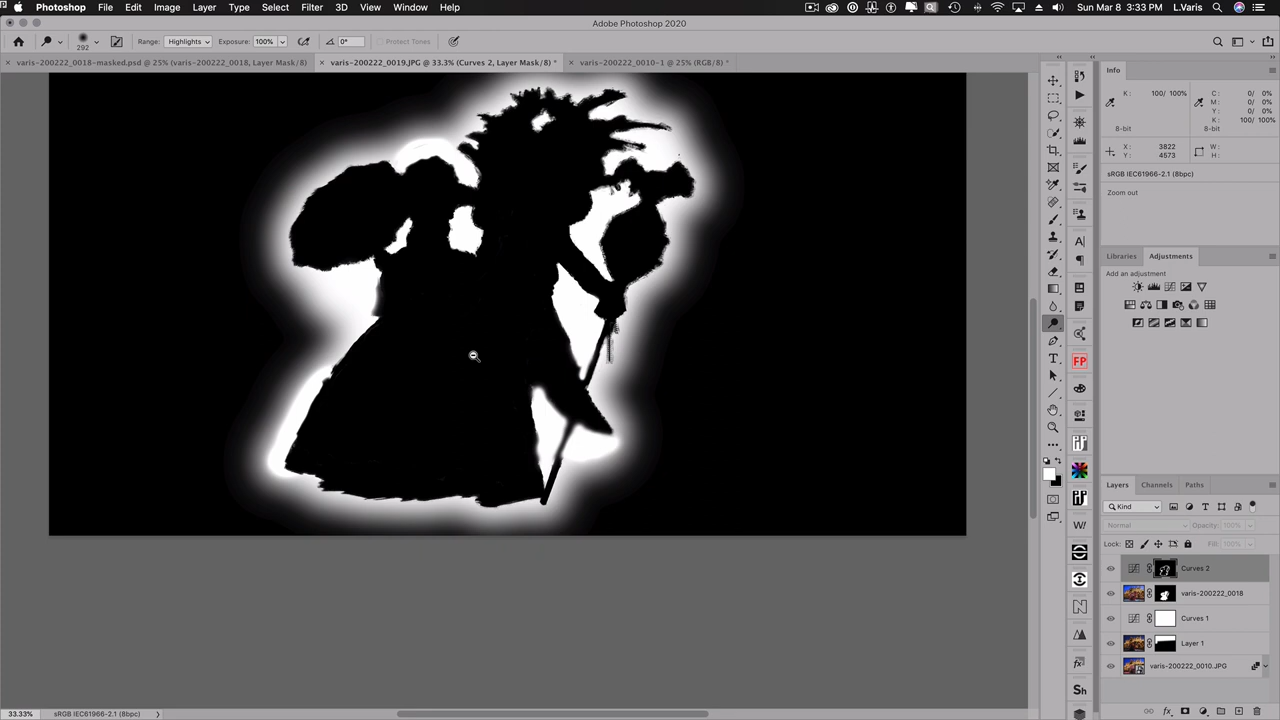 Photoshop File Edit Image Layer Type Select Filter 3D View Window Help Sun Mar 8 3:33 PM L.Varis
Adobe Photoshop 2020
292 Range: Highlights Exposure: 100% 0° Protect Tones
varis-200222_0018-masked.psd @ 25% (varis-200222_0018, Layer Mask/8) varis-200222_0019.JPG @ 33.3% (Curves 2, Layer Mask/8) * varis-200222_0010-1 @ 25% (RGB/8) *
Info
K: 100/ 100% C: 0/ 0%
M: 0/ 0%
Y: 0/ 0%
K: 100/ 100%
8-bit 8-bit
X: 3822 W:
Y: 4573 H:
sRGB IEC61966-2.1 (8bpc)
Zoom out
Libraries Adjustments
Add an adjustment
FP
W!
Sh
Layers Channels Paths
Kind
Normal Opacity: 100%
Lock: Fill: 100%
Curves 2
varis-200222_0018
Curves 1
Layer 1
varis-200222_0010.JPG
33.33% sRGB IEC61966-2.1 (8bpc)